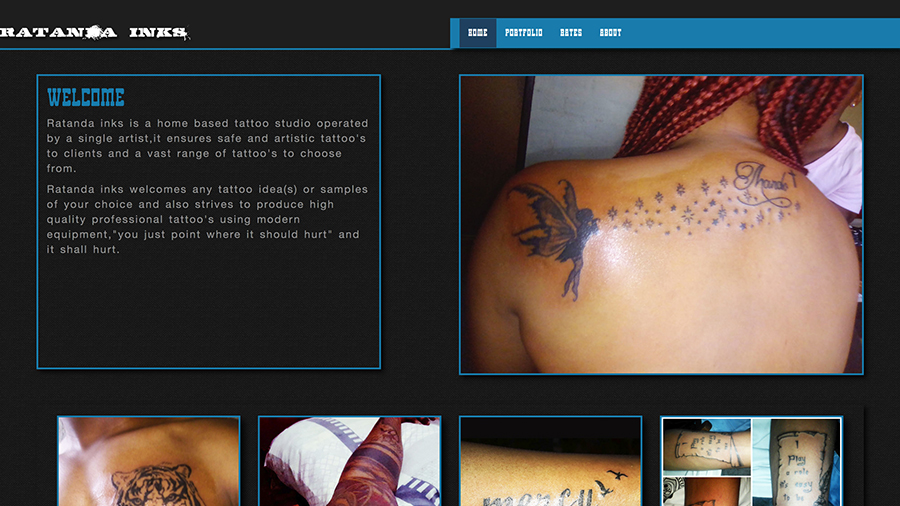 RATANDA INKS
HOME PORTFOLIO RATES ABOUT
WELCOME
Ratanda inks is a home based tattoo studio operated
by a single artist,it ensures safe and artistic tattoo's
to clients and a vast range of tattoo's to choose
from.
Ratanda inks welcomes any tattoo idea(s) or samples
of your choice and also strives to produce high
quality professional tattoo's using modern
equipment,"you just point where it should hurt" and
it shall hurt.
mercy
I
Play